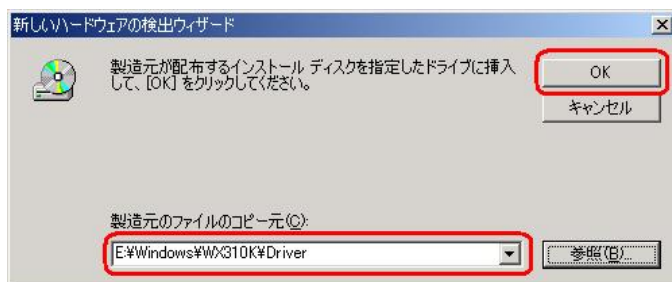 新しいハードウェアの検出ウィザード
製造元が配布するインストール ディスクを指定したドライブに挿入
して、[OK] をクリックしてください。
OK
キャンセル
製造元のファイルのコピー元(C):
E:¥Windows¥WX310K¥Driver
参照(B)...